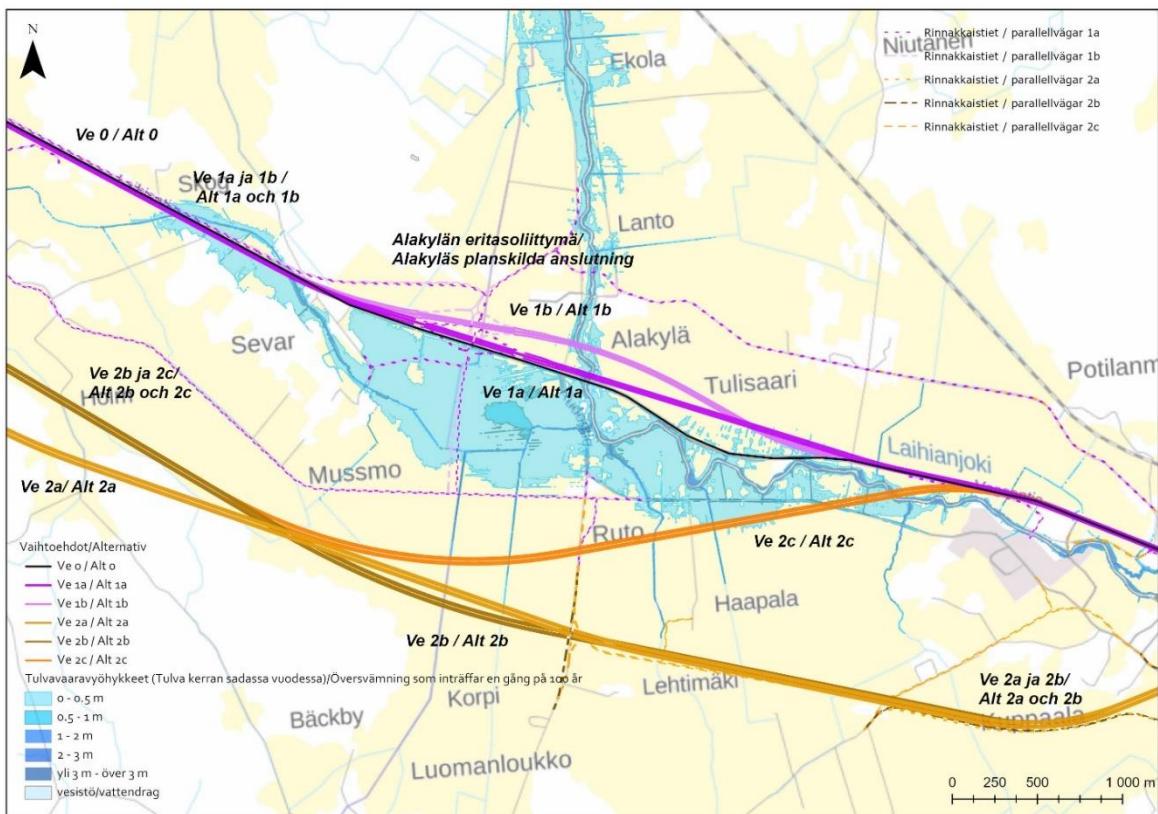 N
Ekola
Niutanen
Rinnakkaistiet / parallellvägar 1a
Rinnakkaistiet / parallellvägar 1b
Rinnakkaistiet / parallellvägar 2a
Rinnakkaistiet / parallellvägar 2b
Rinnakkaistiet / parallellvägar 2c
Ve 0 / Alt 0
Skog
Ve 1a ja 1b /
Alt 1a och 1b
Lanto
Alakylän eritasoliittymä/
Alakyläs planskilda anslutning
Ve 1b / Alt 1b
Sevar
Alakylä
Tulisaari
Potilanm
Ve 2b ja 2c/
Alt 2b och 2c
Holm
Ve 1a / Alt 1a
Laihianjoki
Mussmo
Ve 2a/ Alt 2a
Ruto
Ve 2c / Alt 2c
Haapala
Ve 2b / Alt 2b
Lehtimäki
Korpi
Bäckby
Luomanloukko
Ve 2a ja 2b/
Alt 2a och 2b
Kuppaala
Vaihtoehdot/Alternativ
Ve 0 / Alt 0
Ve 1a / Alt 1a
Ve 1b / Alt 1b
Ve 2a / Alt 2a
Ve 2b / Alt 2b
Ve 2c / Alt 2c
Tulvavaaravyöhykkeet (Tulva kerran sadassa vuodessa)/Översvämning som inträffar en gång på 100 år
0 - 0.5 m
0.5 - 1 m
1 - 2 m
2 - 3 m
yli 3 m - över 3 m
vesistö/vattendrag
0 250 500 1 000 m